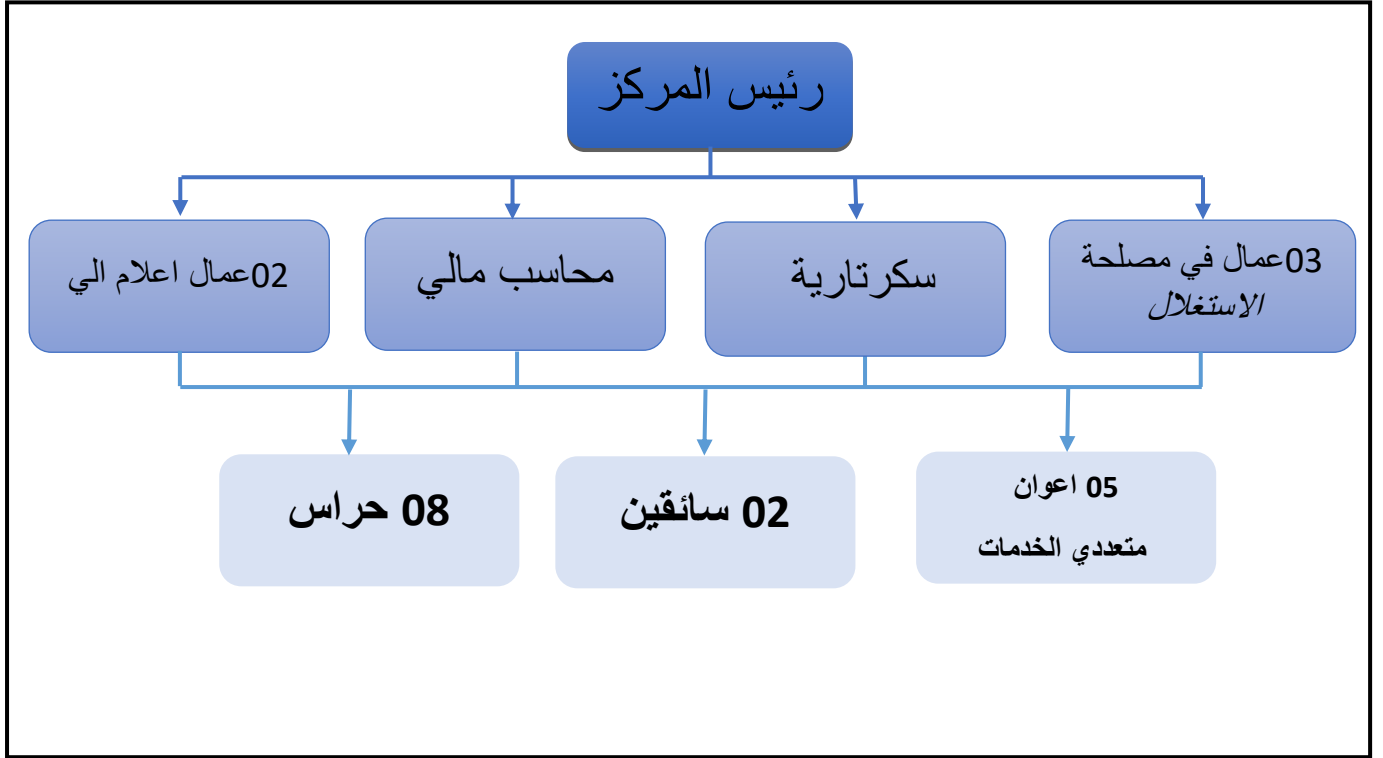 رئيس المركز
03عمال في مصلحة
الاستغلال
سكرتارية
محاسب مالي
02عمال اعلام الي
05 اعوان
متعددي الخدمات
02 سائقين
08 حراس